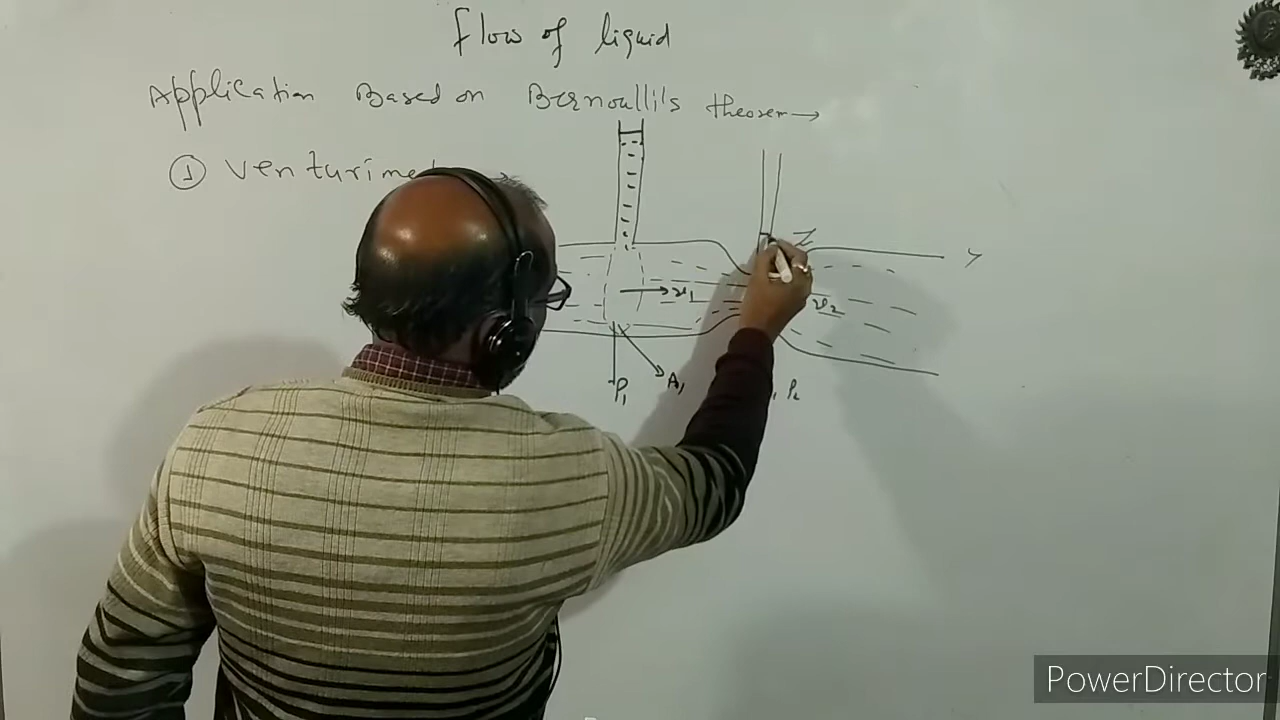 Flow of liquid
Application Based on Bernoulli's theorem →
① venturime
v₁
v₂
P₁
A₁
P₂
PowerDirector